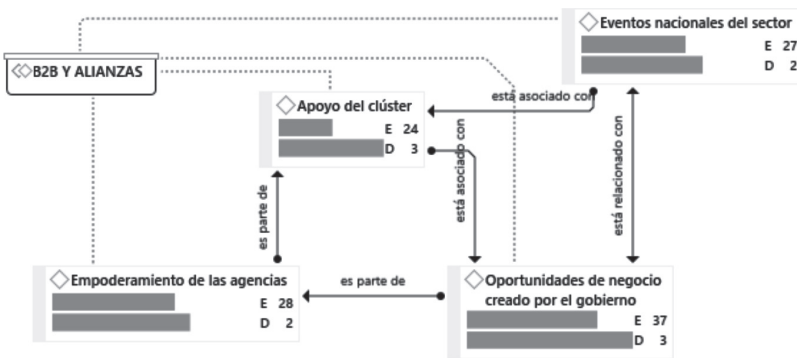 Eventos nacionales del sector
E 27
D 2
B2B Y ALIANZAS
está asociado con
Apoyo del clúster
E 24
D 3
está asociado con
está relacionado con
es parte de
Empoderamiento de las agencias
E 28
D 2
es parte de
Oportunidades de negocio
creado por el gobierno
E 37
D 3